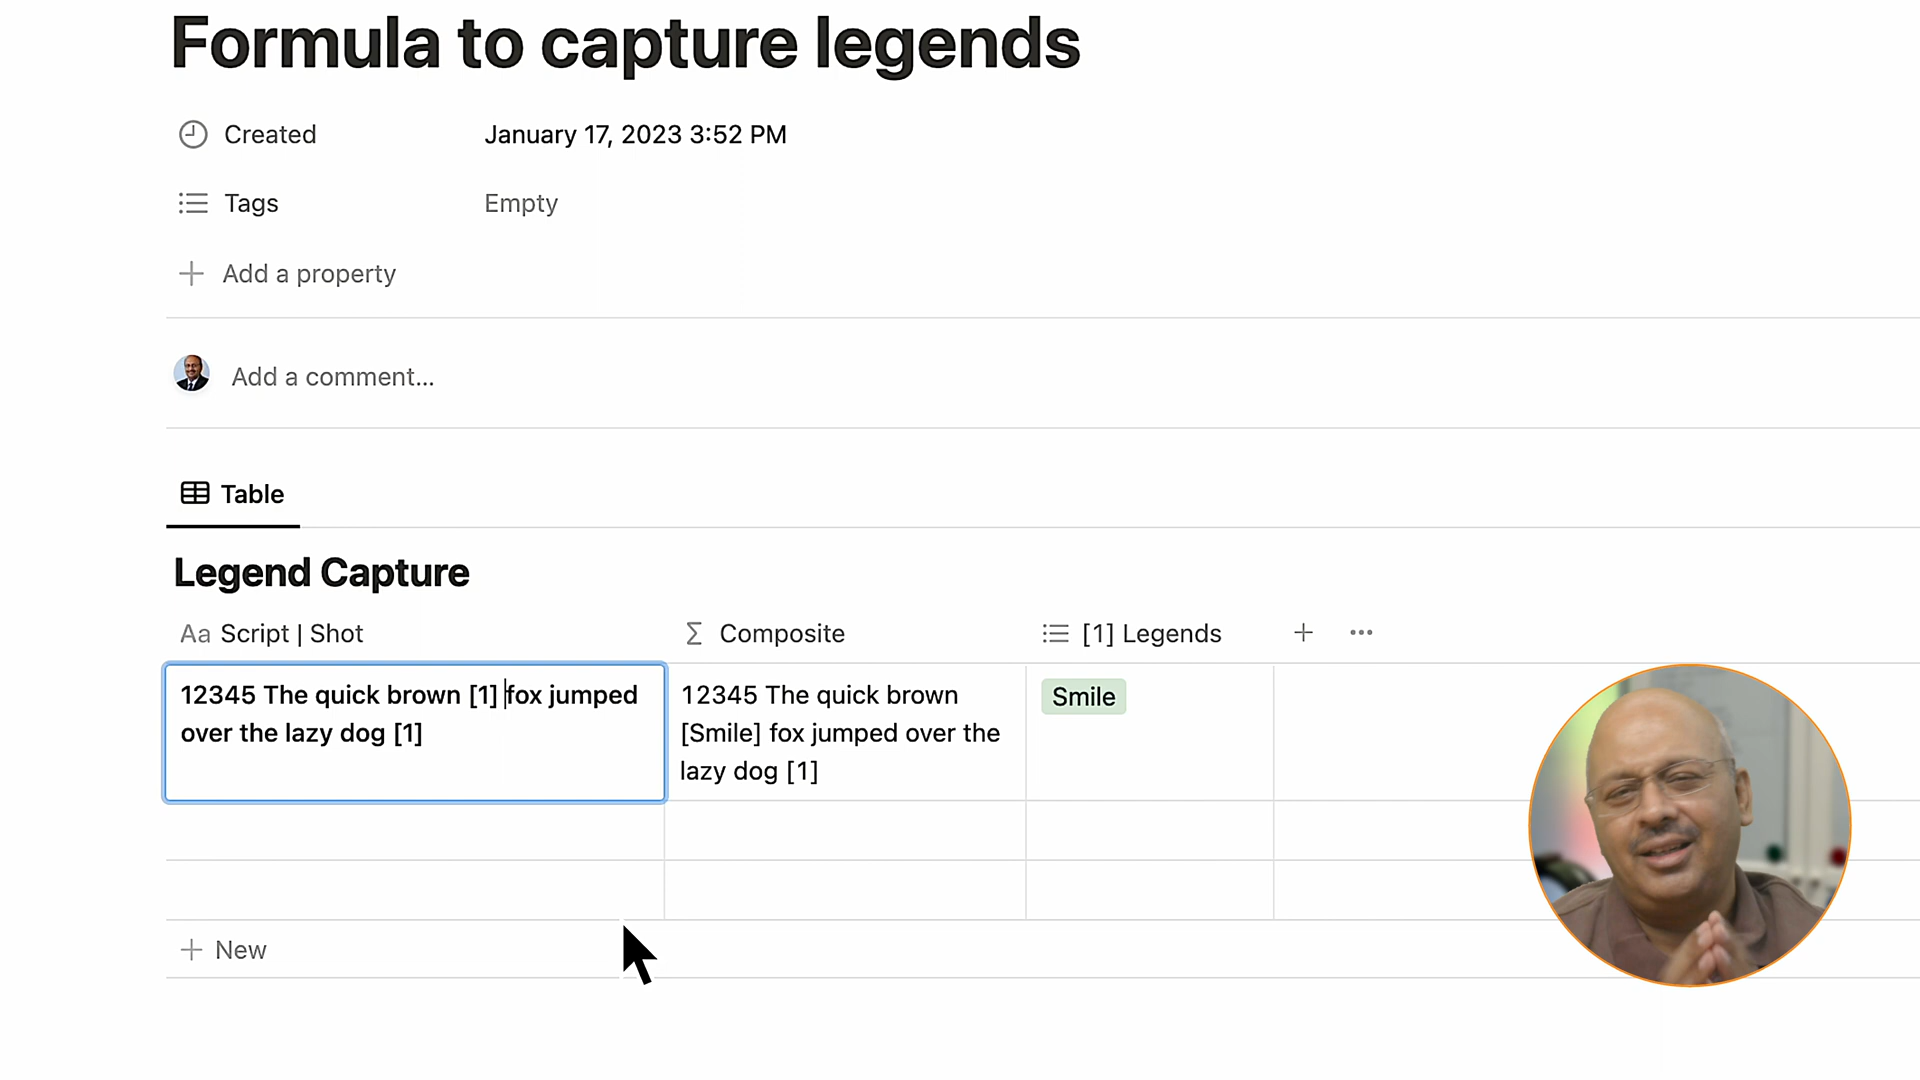 Formula to capture legends
Created January 17, 2023 3:52 PM
Tags Empty
Add a property
Add a comment...
Table
Legend Capture
Aa Script | Shot Σ Composite [1] Legends
12345 The quick brown [1] fox jumped
over the lazy dog [1]
12345 The quick brown
[Smile] fox jumped over the
lazy dog [1]
Smile
New